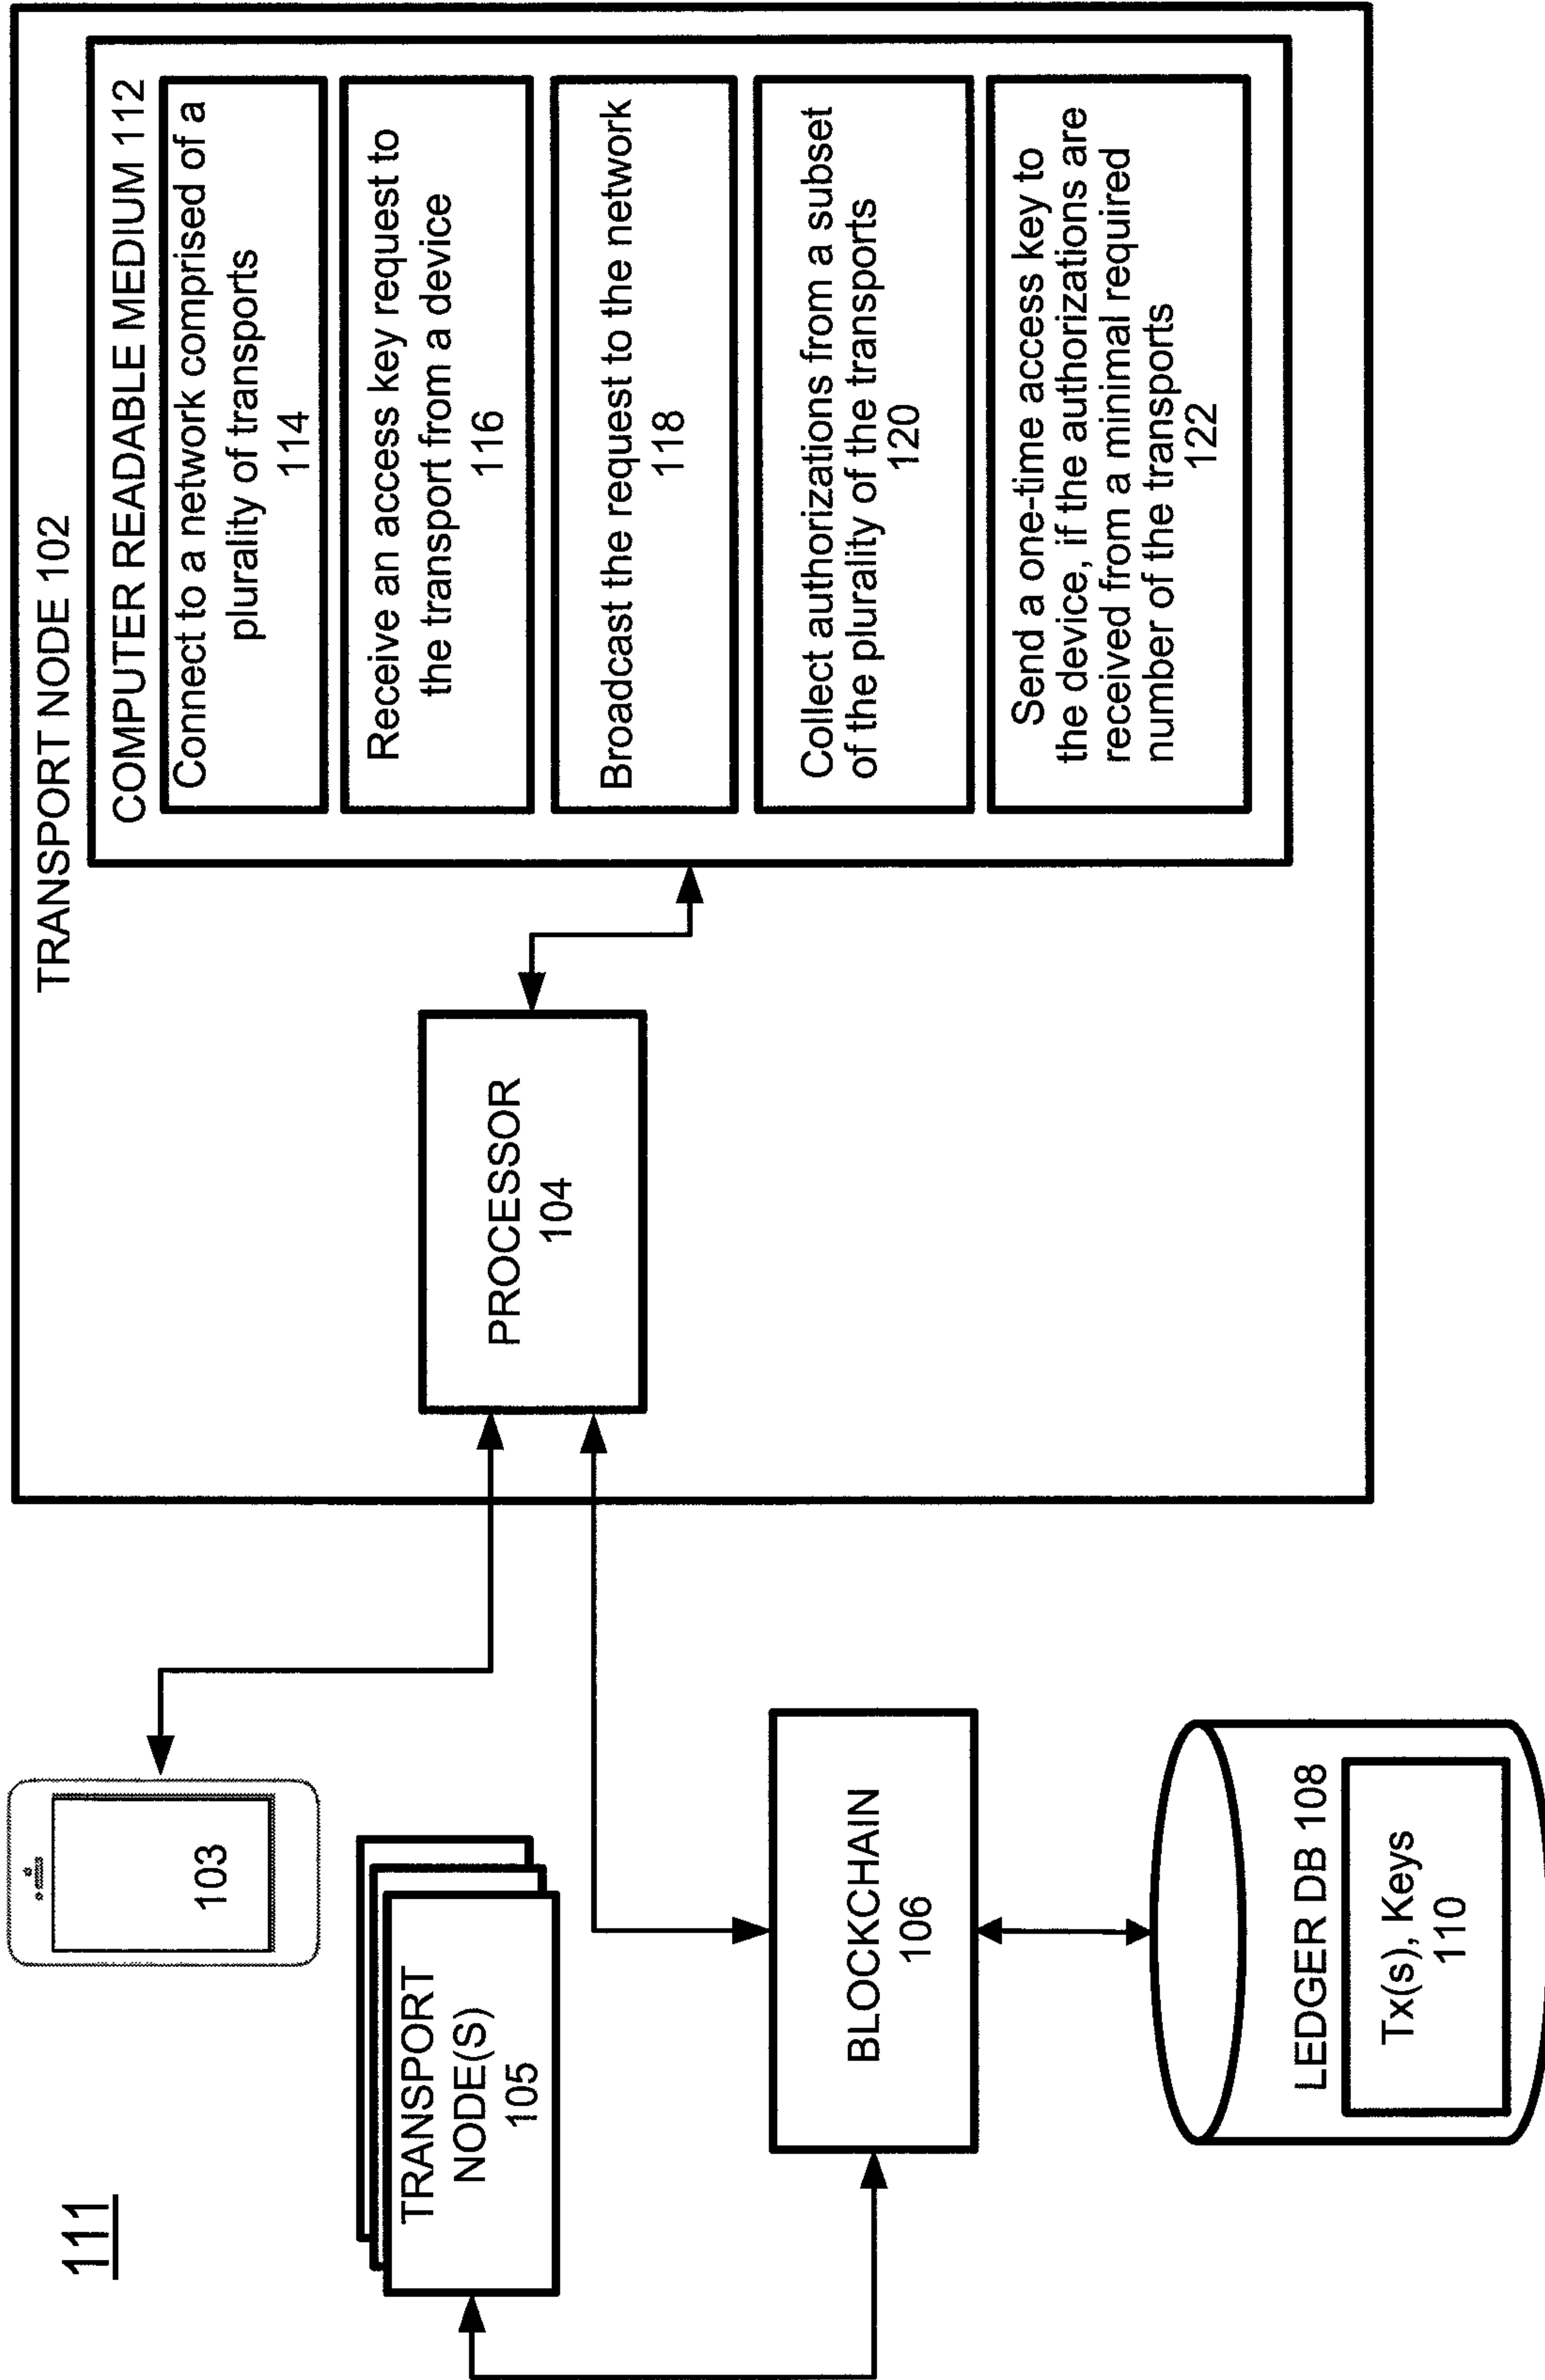 111
103
TRANSPORT
NODE(S)
105
BLOCKCHAIN
106
LEDGER DB 108
Tx(s), Keys
110
TRANSPORT NODE 102
PROCESSOR
104
COMPUTER READABLE MEDIUM 112
Connect to a network comprised of a
plurality of transports
114
Receive an access key request to
the transport from a device
116
Broadcast the request to the network
118
Collect authorizations from a subset
of the plurality of the transports
120
Send a one-time access key to
the device, if the authorizations are
received from a minimal required
number of the transports
122